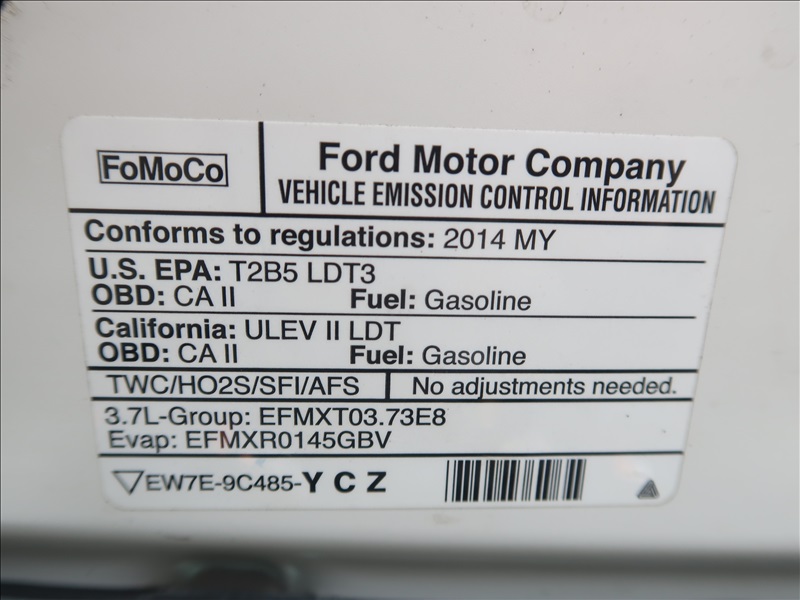 FoMoCo
Ford Motor Company
VEHICLE EMISSION CONTROL INFORMATION
Conforms to regulations: 2014 MY
U.S. EPA: T2B5 LDT3
OBD: CA II Fuel: Gasoline
California: ULEV II LDT
OBD: CA II Fuel: Gasoline
TWC/HO2S/SFI/AFS No adjustments needed.
3.7L-Group: EFMXT03.73E8
Evap: EFMXR0145GBV
EW7E-9C485-Y C Z